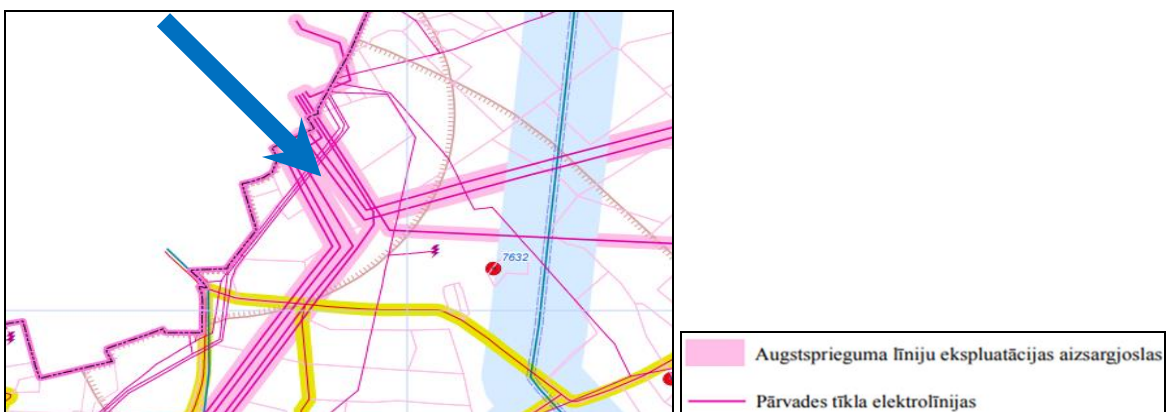 7632
Augstsprieguma līniju ekspluatācijas aizsargjoslas
Pārvades tīkla elektrolīnijas